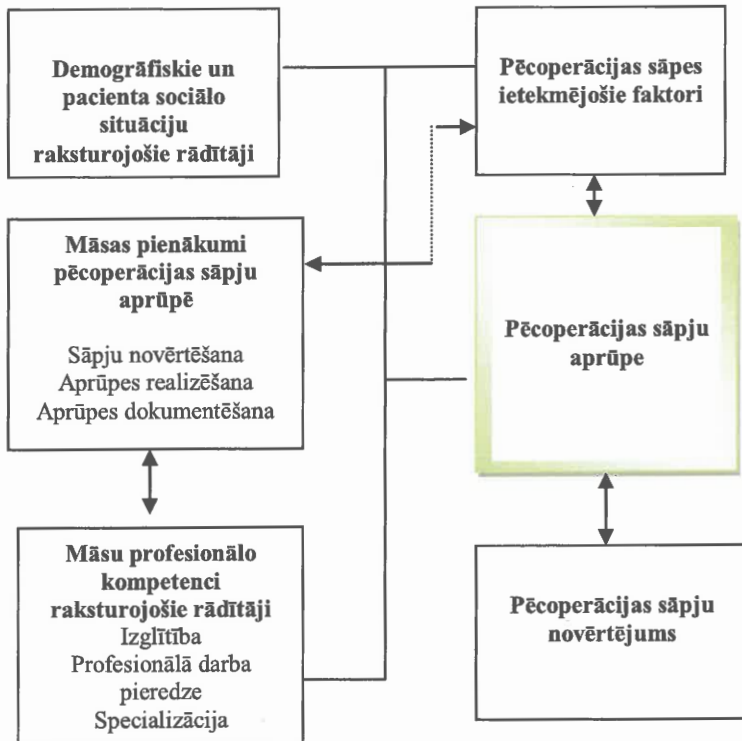 Demogrāfiskie un
pacienta sociālo
situāciju
raksturojošie rādītāji
Pēcoperācijas sāpes
ietekmējošie faktori
Māsas pienākumi
pēcoperācijas sāpju
aprūpē
Sāpju novērtēšana
Aprūpes realizēšana
Aprūpes dokumentēšana
Pēcoperācijas sāpju
aprūpe
Māsu profesionālo
kompetenci
raksturojošie rādītāji
Izglītība
Profesionālā darba
pieredze
Specializācija
Pēcoperācijas sāpju
novērtējums